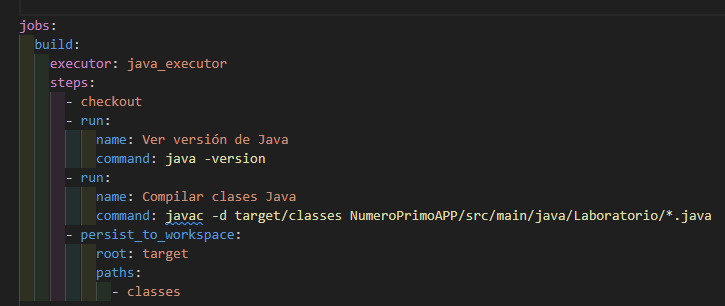 jobs:
  build:
    executor: java_executor
    steps:
      - checkout
      - run:
          name: Ver versión de Java
          command: java -version
      - run:
          name: Compilar clases Java
          command: javac -d target/classes NumeroPrimoAPP/src/main/java/Laboratorio/*.java
      - persist_to_workspace:
          root: target
          paths:
            - classes